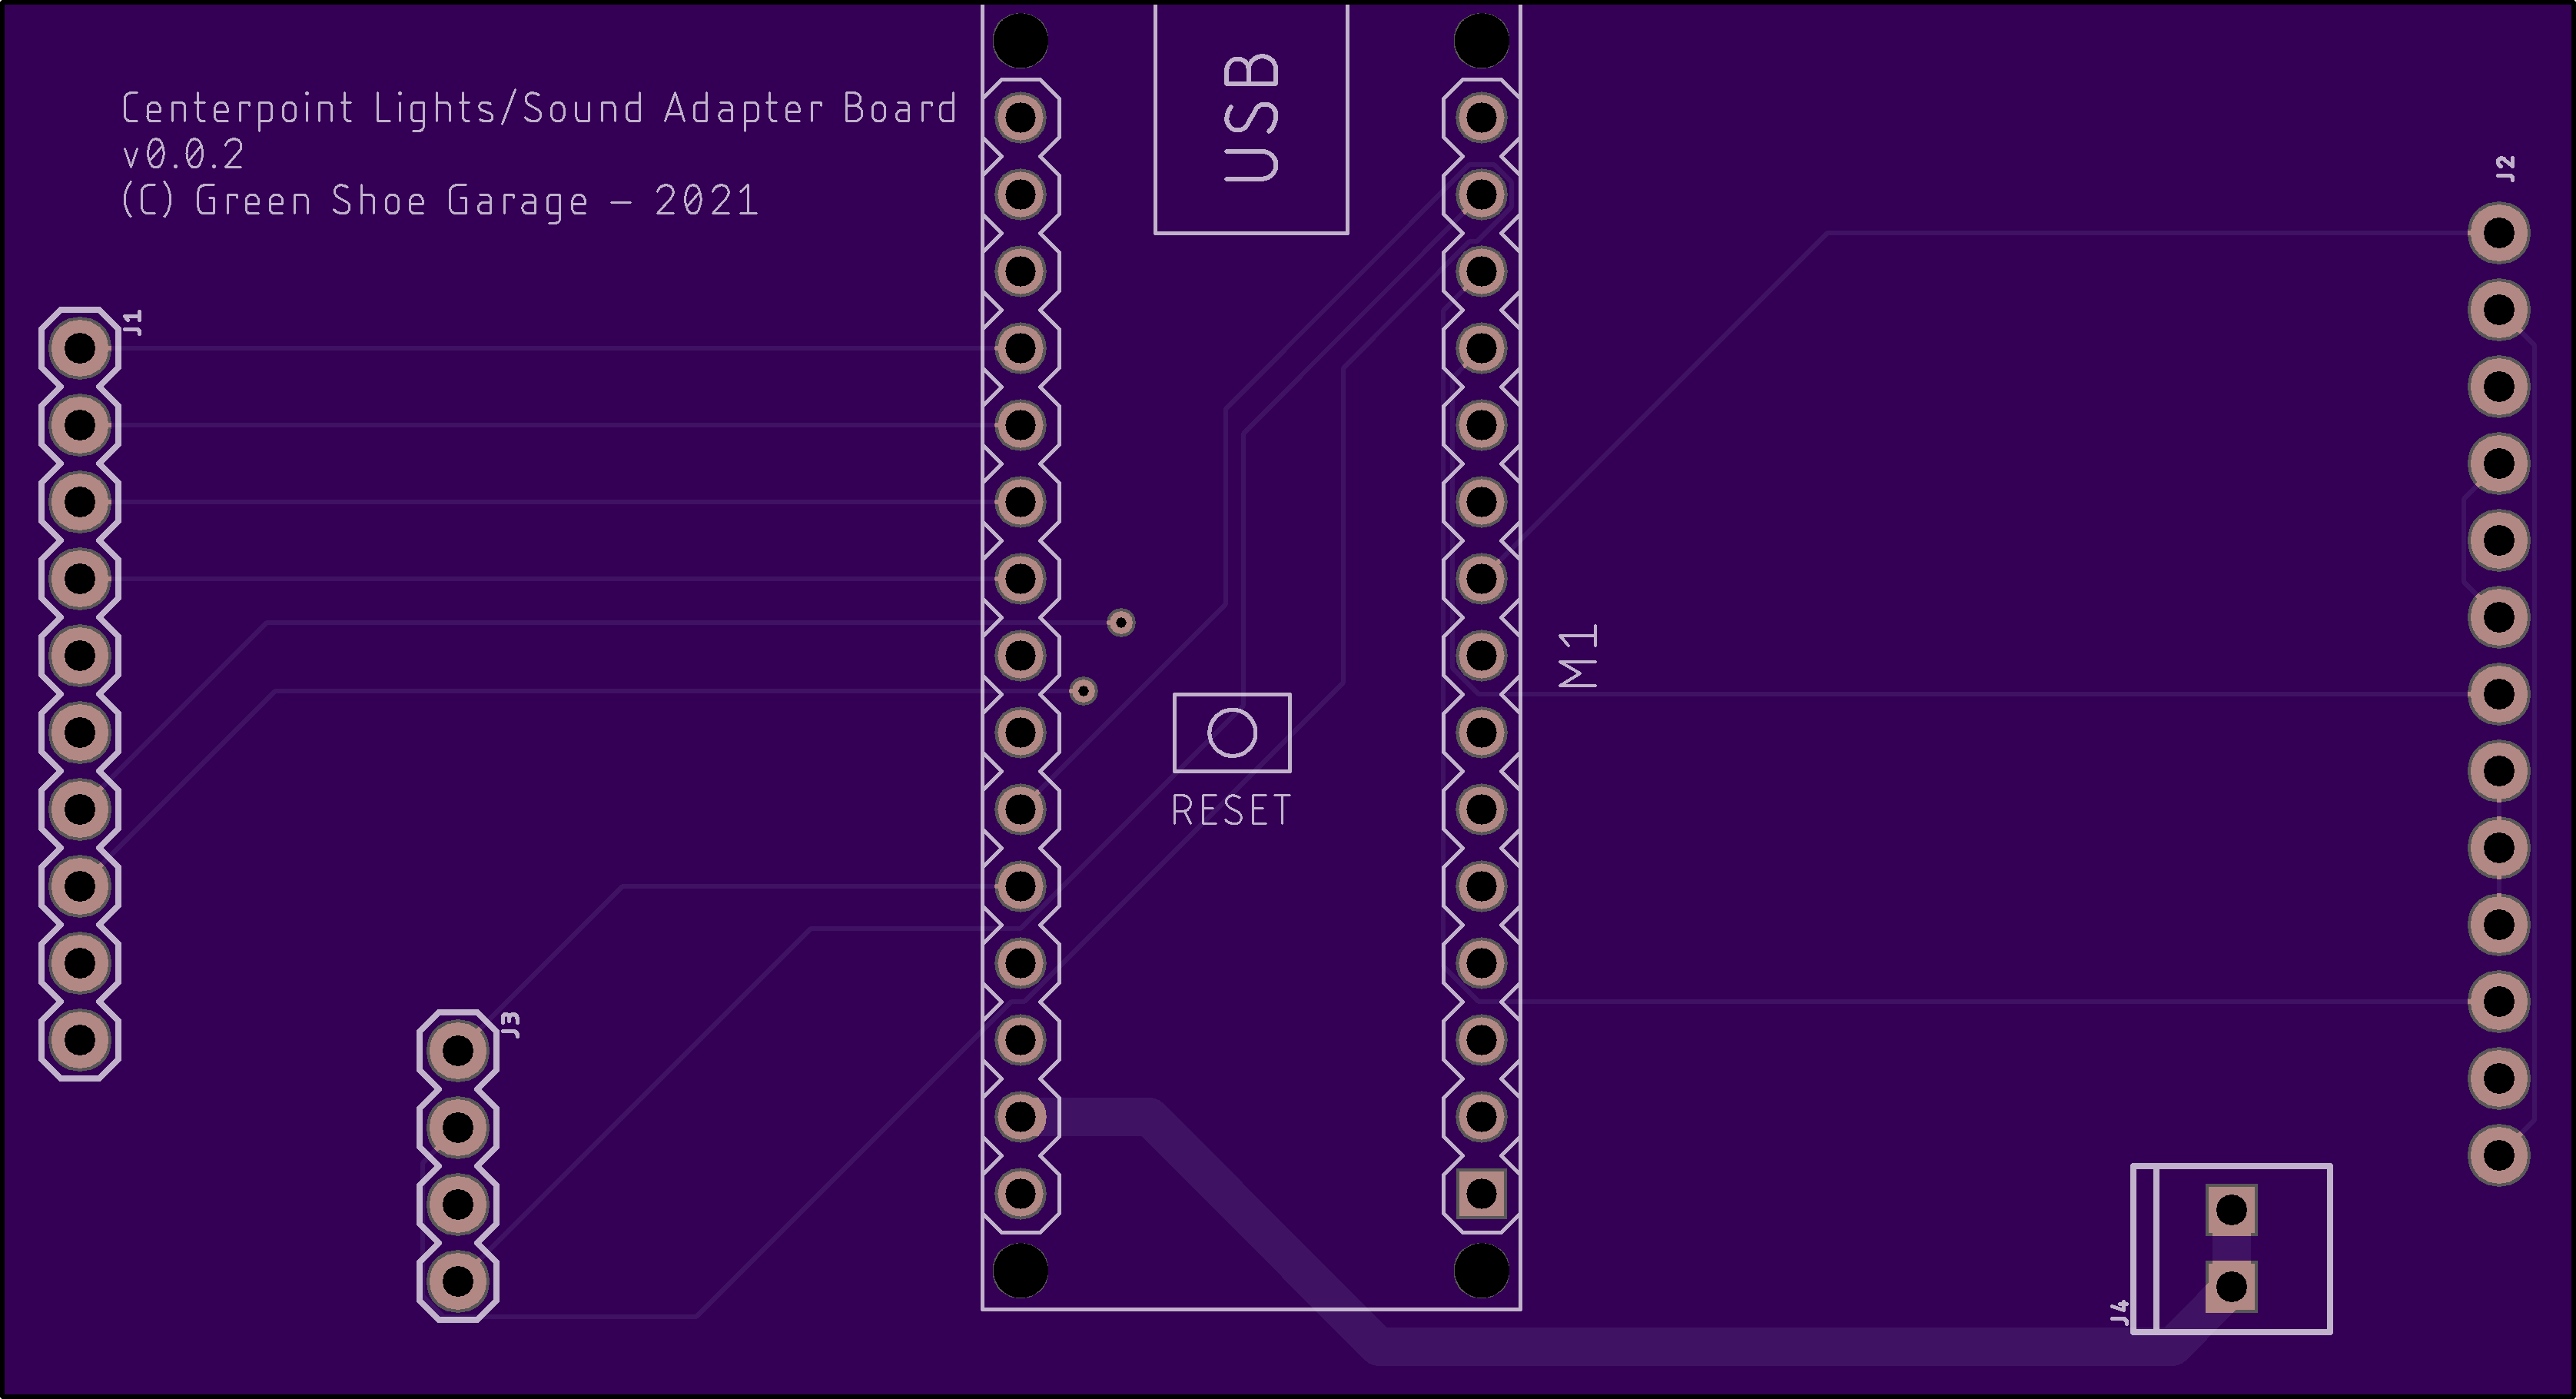 Centerpoint Lights/Sound Adapter Board
v0.0.2
(C) Green Shoe Garage - 2021
USB
J2
J1
M1
RESET
J3
J4